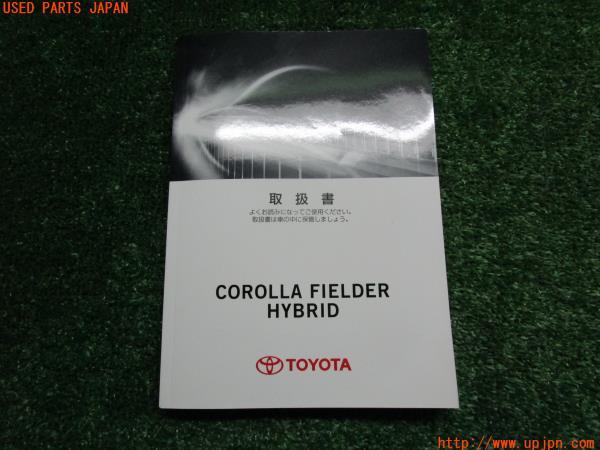 USED PARTS JAPAN
取扱書
よくお読みになってご使用ください。
取扱書は車の中に保管しましょう。
COROLLA FIELDER
HYBRID
TOYOTA
http://www.upjpn.com